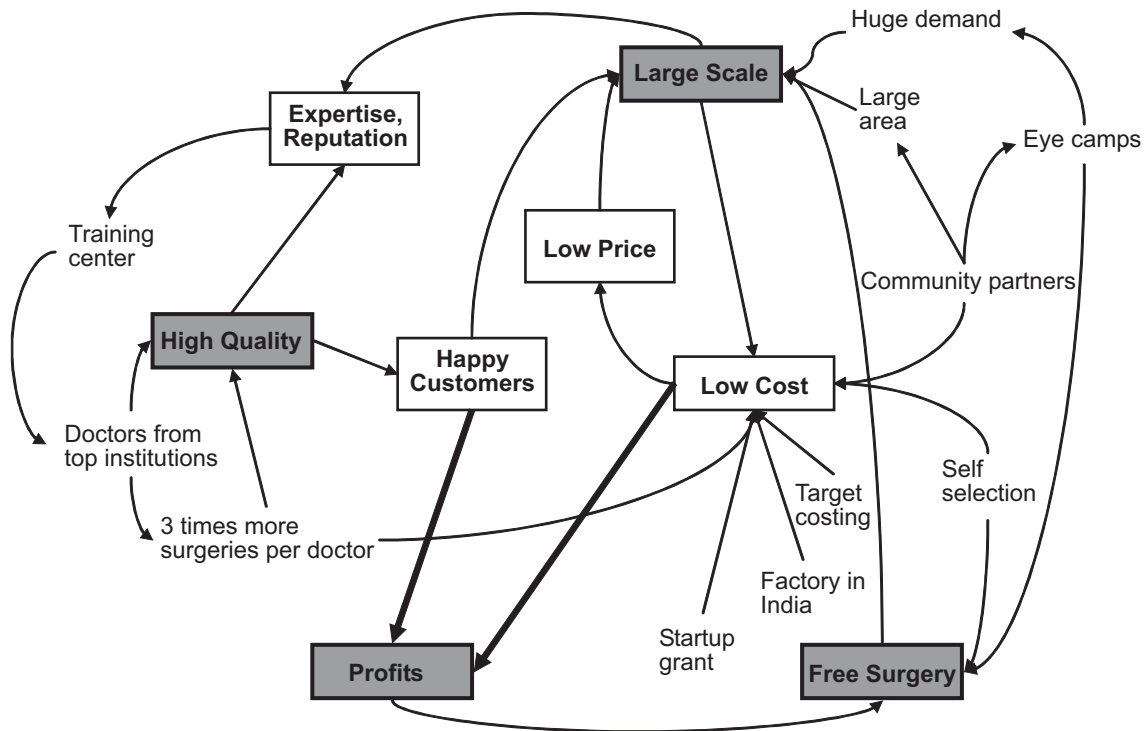 Huge demand
Large Scale
Large
area
Expertise,
Reputation
Eye camps
Training
center
Low Price
Community partners
High Quality
Happy
Customers
Low Cost
Doctors from
top institutions
Self
selection
Target
costing
3 times more
surgeries per doctor
Factory in
India
Startup
grant
Profits
Free Surgery